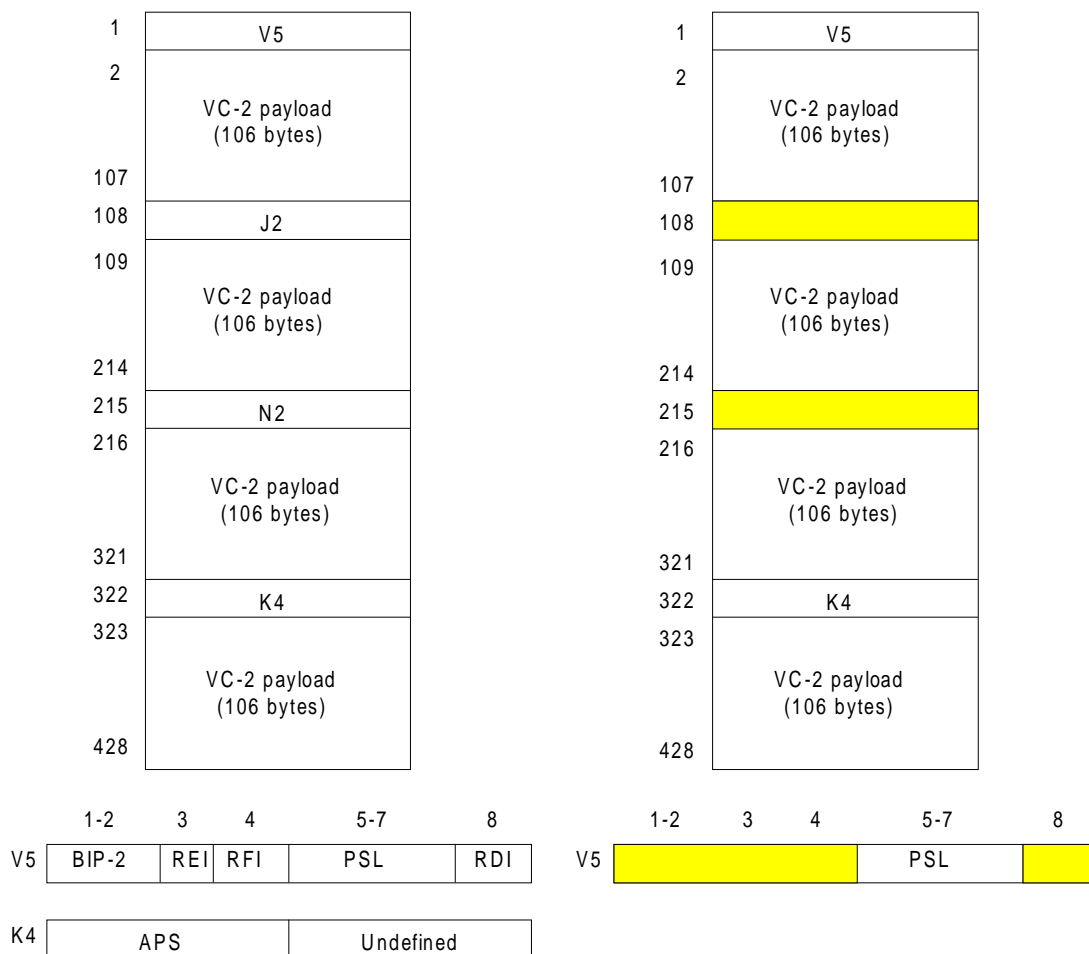 1
V5
2
VC-2 payload
(106 bytes)
107
108
J2
109
VC-2 payload
(106 bytes)
214
215
N2
216
VC-2 payload
(106 bytes)
321
322
K4
323
VC-2 payload
(106 bytes)
428
1-2 3 4 5-7 8
V5 BIP-2 REI RFI PSL RDI
K4 APS Undefined
1
V5
2
VC-2 payload
(106 bytes)
107
108
109
VC-2 payload
(106 bytes)
214
215
216
VC-2 payload
(106 bytes)
321
322
K4
323
VC-2 payload
(106 bytes)
428
1-2 3 4 5-7 8
V5 PSL